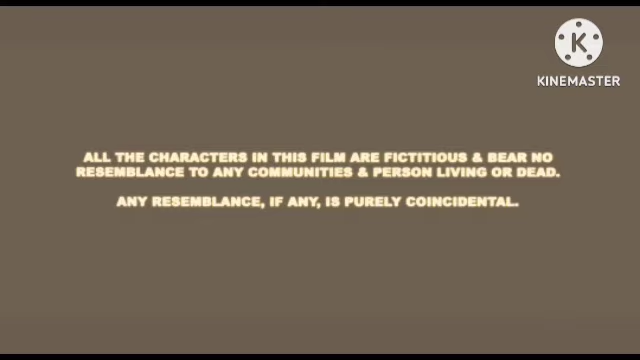 K
KINEMASTER
ALL THE CHARACTERS IN THIS FILM ARE FICTITIOUS & BEAR NO
RESEMBLANCE TO ANY COMMUNITIES & PERSON LIVING OR DEAD.
ANY RESEMBLANCE, IF ANY, IS PURELY COINCIDENTAL.